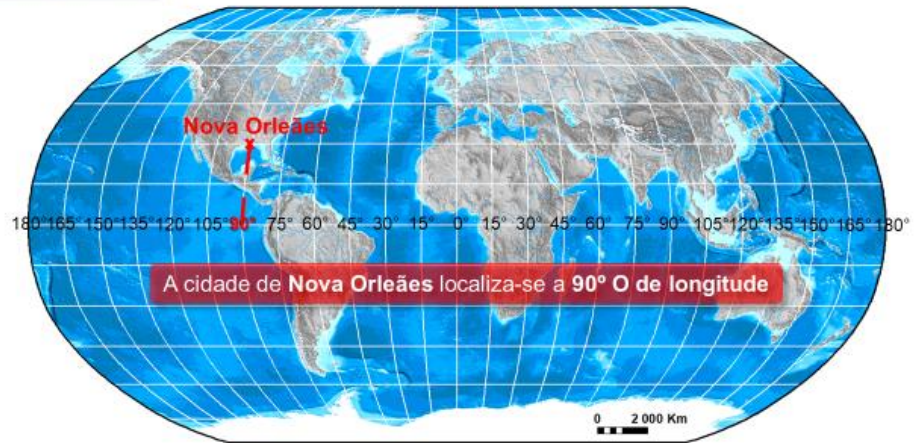 Nova Orleães
180° 165° 150° 135° 120° 105° 90° 75° 60° 45° 30° 15° 0° 15° 30° 45° 60° 75° 90° 105° 120° 135° 150° 165° 180°
A cidade de Nova Orleães localiza-se a 90º O de longitude
0 2 000 Km